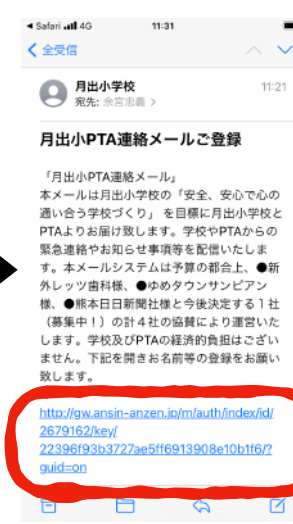 Safari 4G 11:31
全受信
月出小学校 11:21
宛先: 余宮忠義
月出小PTA連絡メールご登録
「月出小PTA連絡メール」
本メールは月出小学校の「安全、安心で心の
通い合う学校づくり」を目標に月出小学校と
PTAよりお届け致します。学校やPTAからの
緊急連絡やお知らせ事項等を配信いたしま
す。本メールシステムは予算の都合上、●新
外レッツ歯科様、●ゆめタウンサンピアン
様、●熊本日日新聞社様と今後決定する１社
（募集中！）の計４社の協賛により運営いた
します。学校及びPTAの経済的負担はござい
ません。下記を開きお名前等の登録をお願い
致します。
http://gw.ansin-anzen.jp/m/auth/index/id/
2679162/key/
22396f93b3727ae5ff6913908e10b1f6/?
guid=on